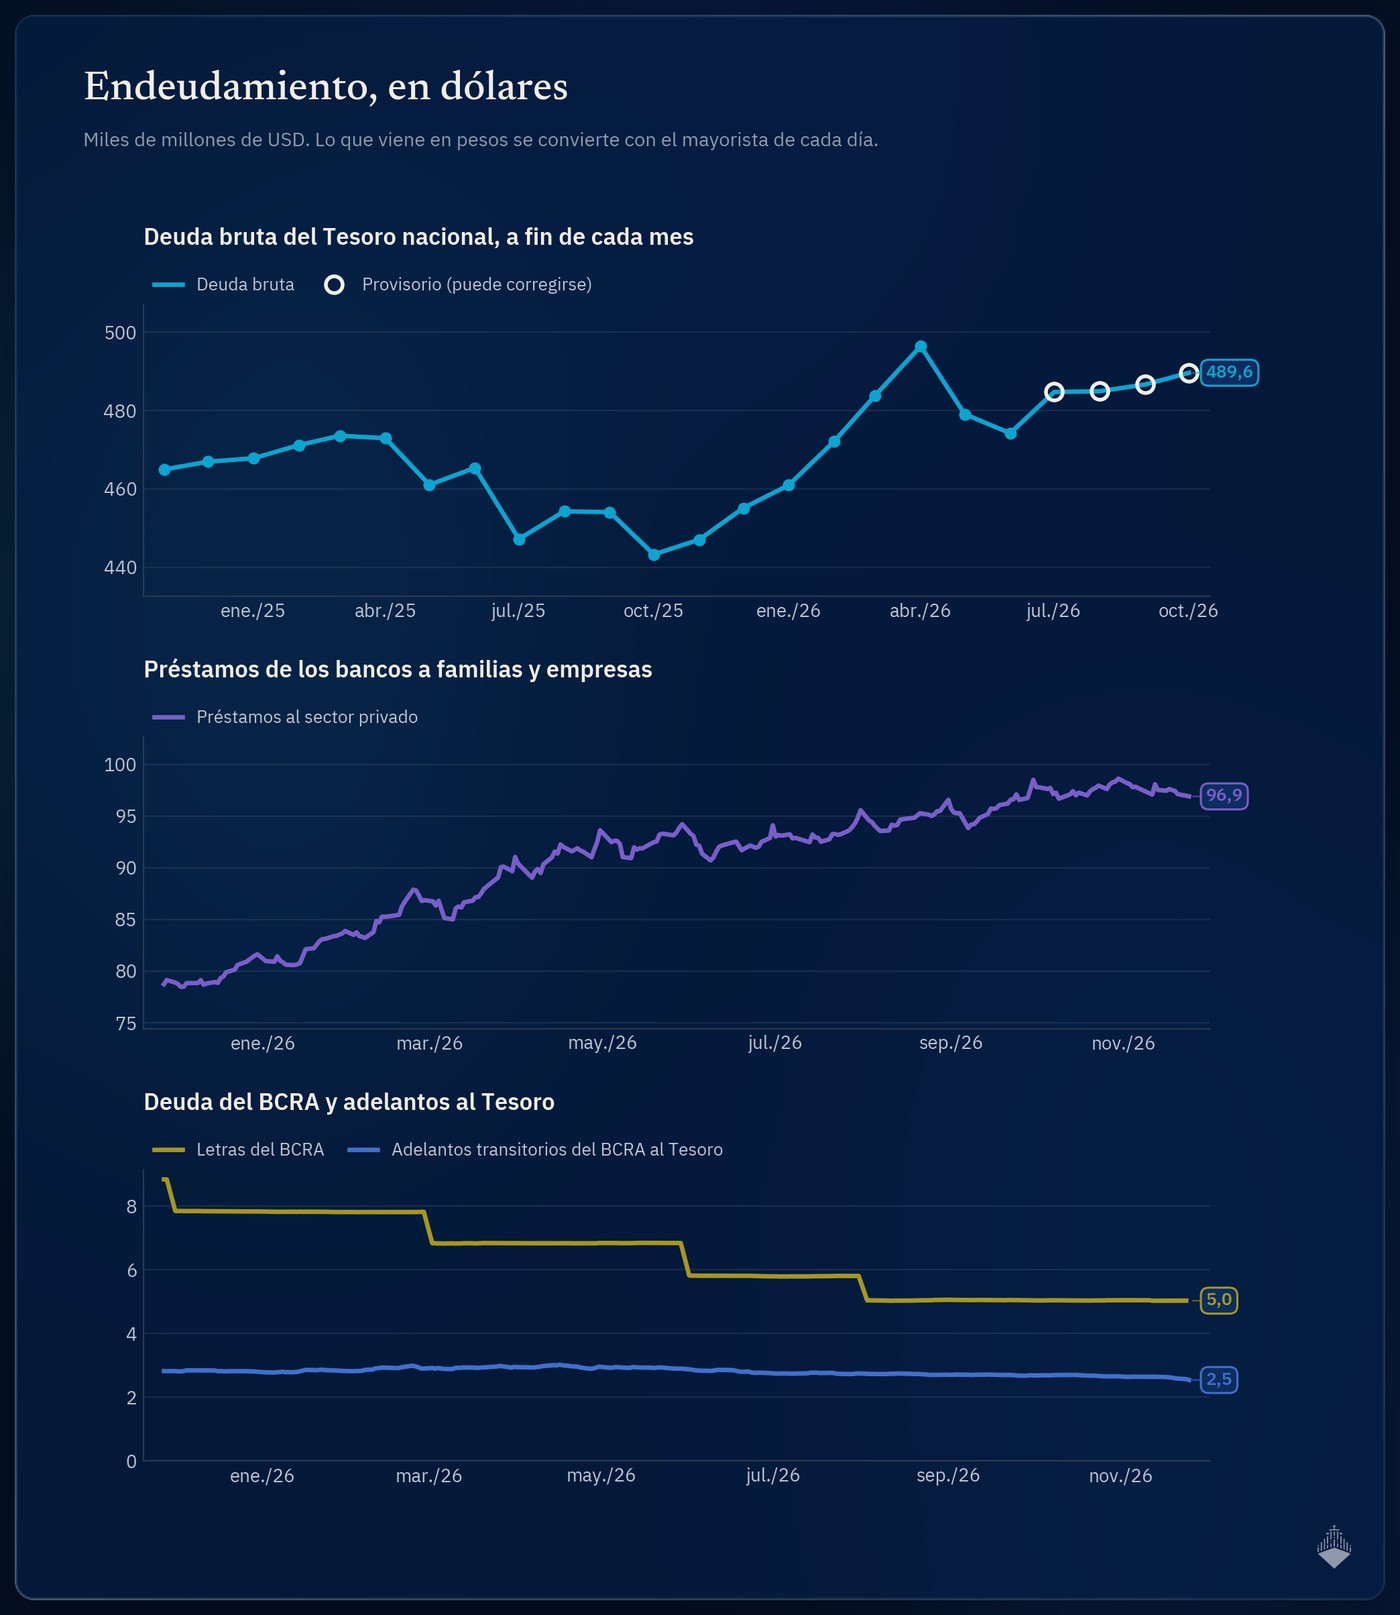 Endeudamiento, en dólares
Miles de millones de USD. Lo que viene en pesos se convierte con el mayorista de cada día.
Deuda bruta del Tesoro nacional, a fin de cada mes
Deuda bruta Provisorio (puede corregirse)
500
489,6
480
460
440
ene./25 abr./25 jul./25 oct./25 ene./26 abr./26 jul./26 oct./26
Préstamos de los bancos a familias y empresas
Préstamos al sector privado
100
96,9
95
90
85
80
75
ene./26 mar./26 may./26 jul./26 sep./26 nov./26
Deuda del BCRA y adelantos al Tesoro
Letras del BCRA Adelantos transitorios del BCRA al Tesoro
8
6
5,0
4
2,5
2
0
ene./26 mar./26 may./26 jul./26 sep./26 nov./26